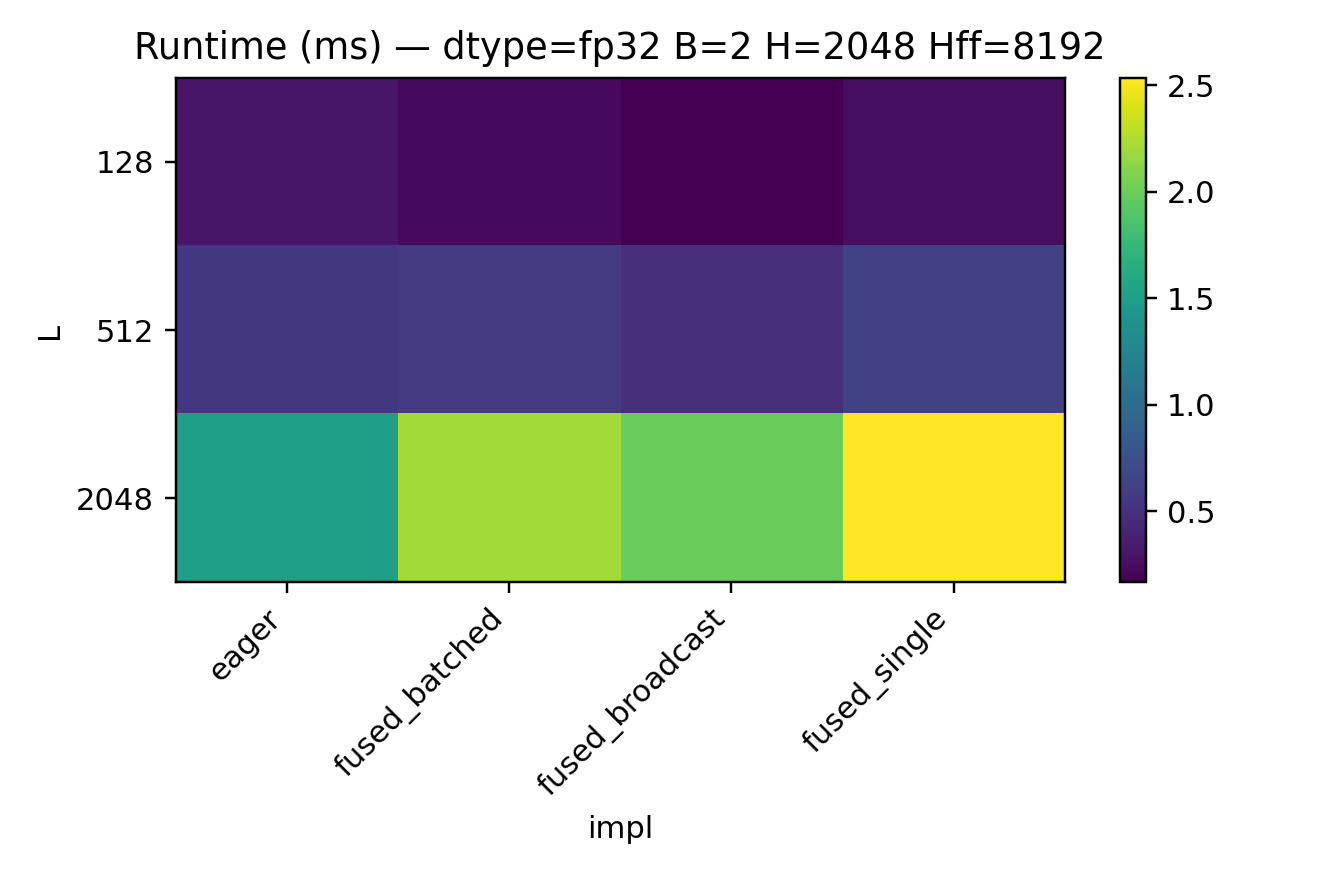 Runtime (ms) — dtype=fp32 B=2 H=2048 Hff=8192
L
128
512
2048
eager
fused_batched
fused_broadcast
fused_single
impl
2.5
2.0
1.5
1.0
0.5